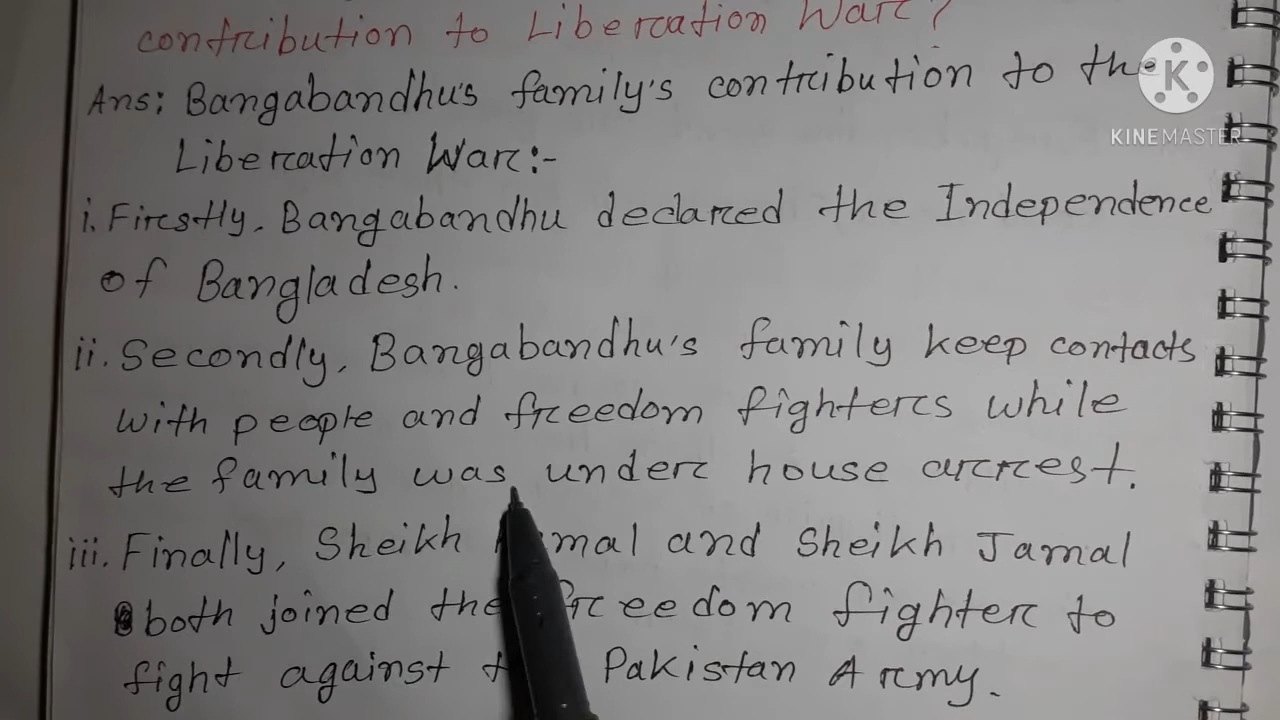 contribution to Liberation War?
Ans: Bangabandhu's family's contribution to the
Liberation War:-
i. Firstly, Bangabandhu declared the Independence
of Bangladesh.
ii. Secondly, Bangabandhu's family keep contacts
with people and freedom fighters while
the family was under house arrest.
iii. Finally, Sheikh and Sheikh Jamal
both joined the freedom fighter to
fight against Pakistan Army.
KINEMASTER